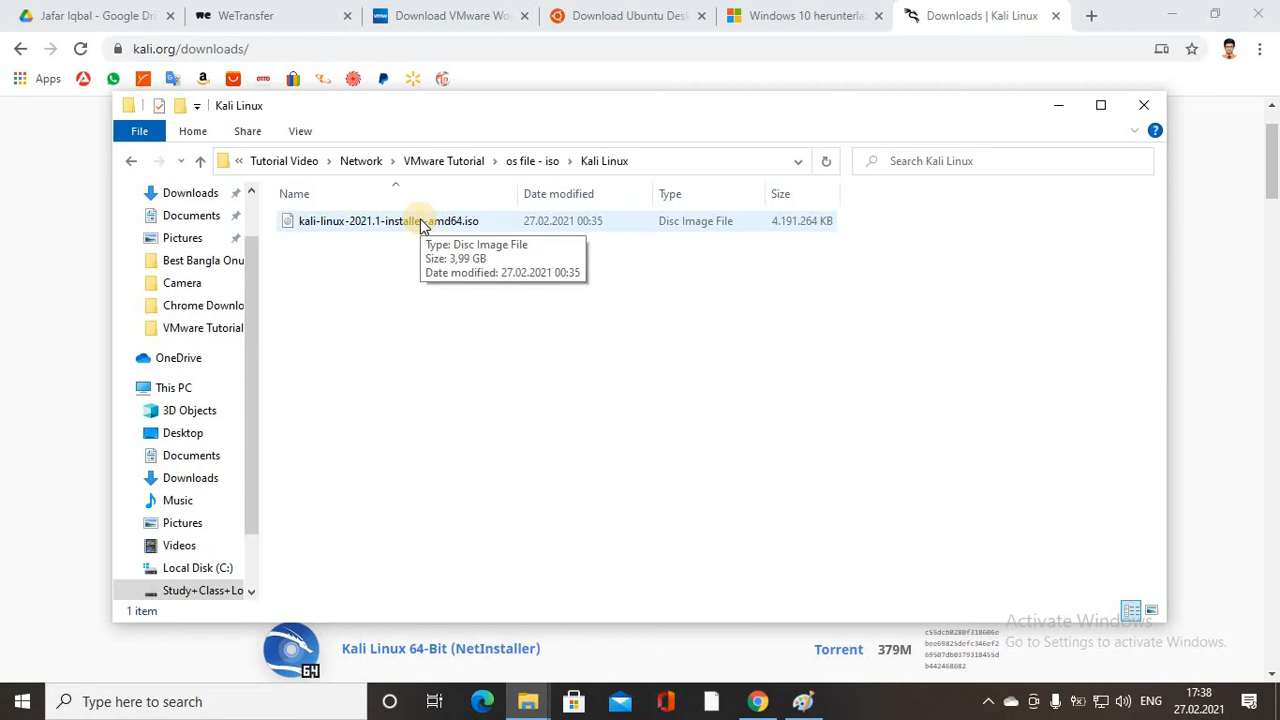 Jafar Iqbal - Google Dri
WeTransfer
Download VMware Wo
Download Ubuntu Desk
Windows 10 herunterla
Downloads | Kali Linux
kali.org/downloads/
Apps
Kali Linux
File
Home
Share
View
« Tutorial Video > Network > VMware Tutorial > os file - iso > Kali Linux
Search Kali Linux
Name
Date modified
Type
Size
kali-linux-2021.1-installer-amd64.iso
27.02.2021 00:35
Disc Image File
4.191.264 KB
Type: Disc Image File
Size: 3,99 GB
Date modified: 27.02.2021 00:35
Downloads
Documents
Pictures
Best Bangla Onu
Camera
Chrome Downlo
VMware Tutorial
OneDrive
This PC
3D Objects
Desktop
Documents
Downloads
Music
Pictures
Videos
Local Disk (C:)
Study+Class+Lo
1 item
Kali Linux 64-Bit (NetInstaller)
64
Torrent
379M
c55dcb0280f318606e
bee69825defc346ef2
69507db0379318455d
b442468682
Activate Windows
Go to Settings to activate Windows.
Type here to search
ENG
17:38
27.02.2021